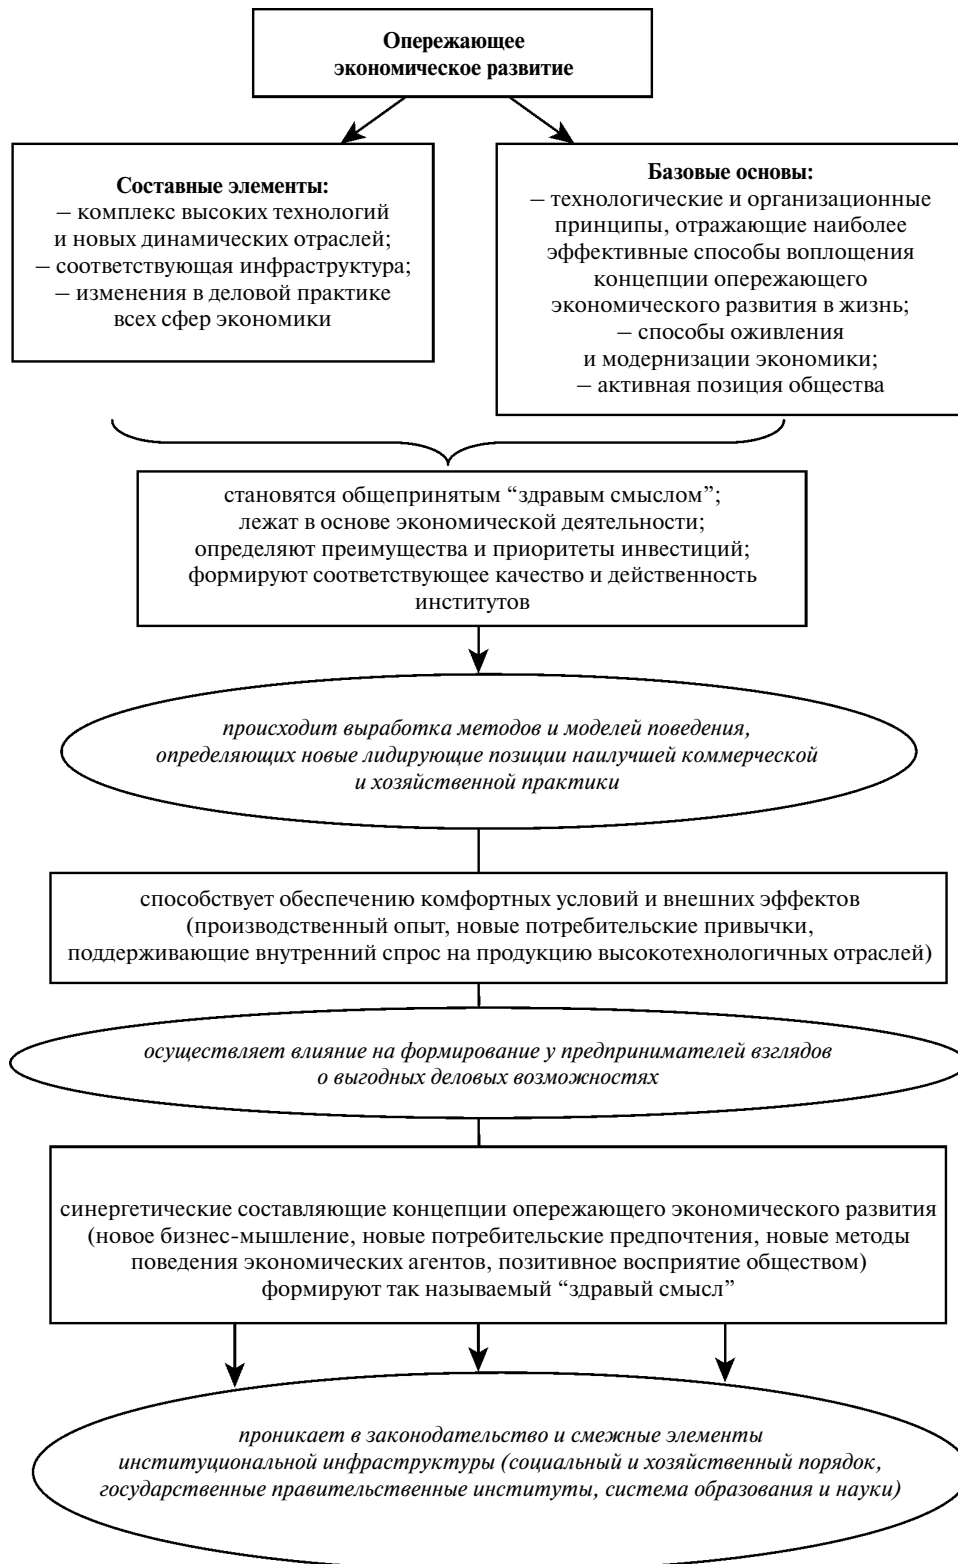 Опережающее
экономическое развитие
Составные элементы:
– комплекс высоких технологий
и новых динамических отраслей;
– соответствующая инфраструктура;
– изменения в деловой практике
всех сфер экономики
Базовые основы:
– технологические и организационные
принципы, отражающие наиболее
эффективные способы воплощения
концепции опережающего
экономического развития в жизнь;
– способы оживления
и модернизации экономики;
– активная позиция общества
становятся общепринятым “здравым смыслом”;
лежат в основе экономической деятельности;
определяют преимущества и приоритеты инвестиций;
формируют соответствующее качество и действенность
институтов
происходит выработка методов и моделей поведения,
определяющих новые лидирующие позиции наилучшей коммерческой
и хозяйственной практики
способствует обеспечению комфортных условий и внешних эффектов
(производственный опыт, новые потребительские привычки,
поддерживающие внутренний спрос на продукцию высокотехнологичных отраслей)
осуществляет влияние на формирование у предпринимателей взглядов
о выгодных деловых возможностях
синергетические составляющие концепции опережающего экономического развития
(новое бизнес-мышление, новые потребительские предпочтения, новые методы
поведения экономических агентов, позитивное восприятие обществом)
формируют так называемый “здравый смысл”
проникает в законодательство и смежные элементы
институциональной инфраструктуры (социальный и хозяйственный порядок,
государственные правительственные институты, система образования и науки)